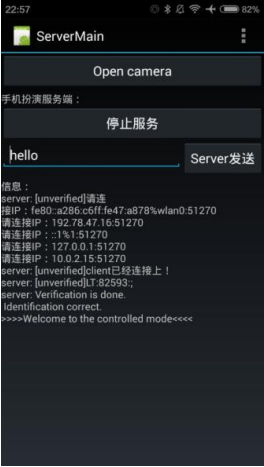 22:57
82%
ServerMain
Open camera
手机扮演服务端：
停止服务
hello
Server发送
信息：
server: [unverified]请连
接IP：fe80::a286:c6ff:fe47:a878%wlan0:51270
请连接IP：192.78.47.16:51270
请连接IP：::1%1:51270
请连接IP：127.0.0.1:51270
请连接IP：10.0.2.15:51270
server: [unverified]client已经连接上！
server: [unverified]LT:82593:;
server: Verification is done.
Identification correct.
>>>>Welcome to the controlled mode<<<<